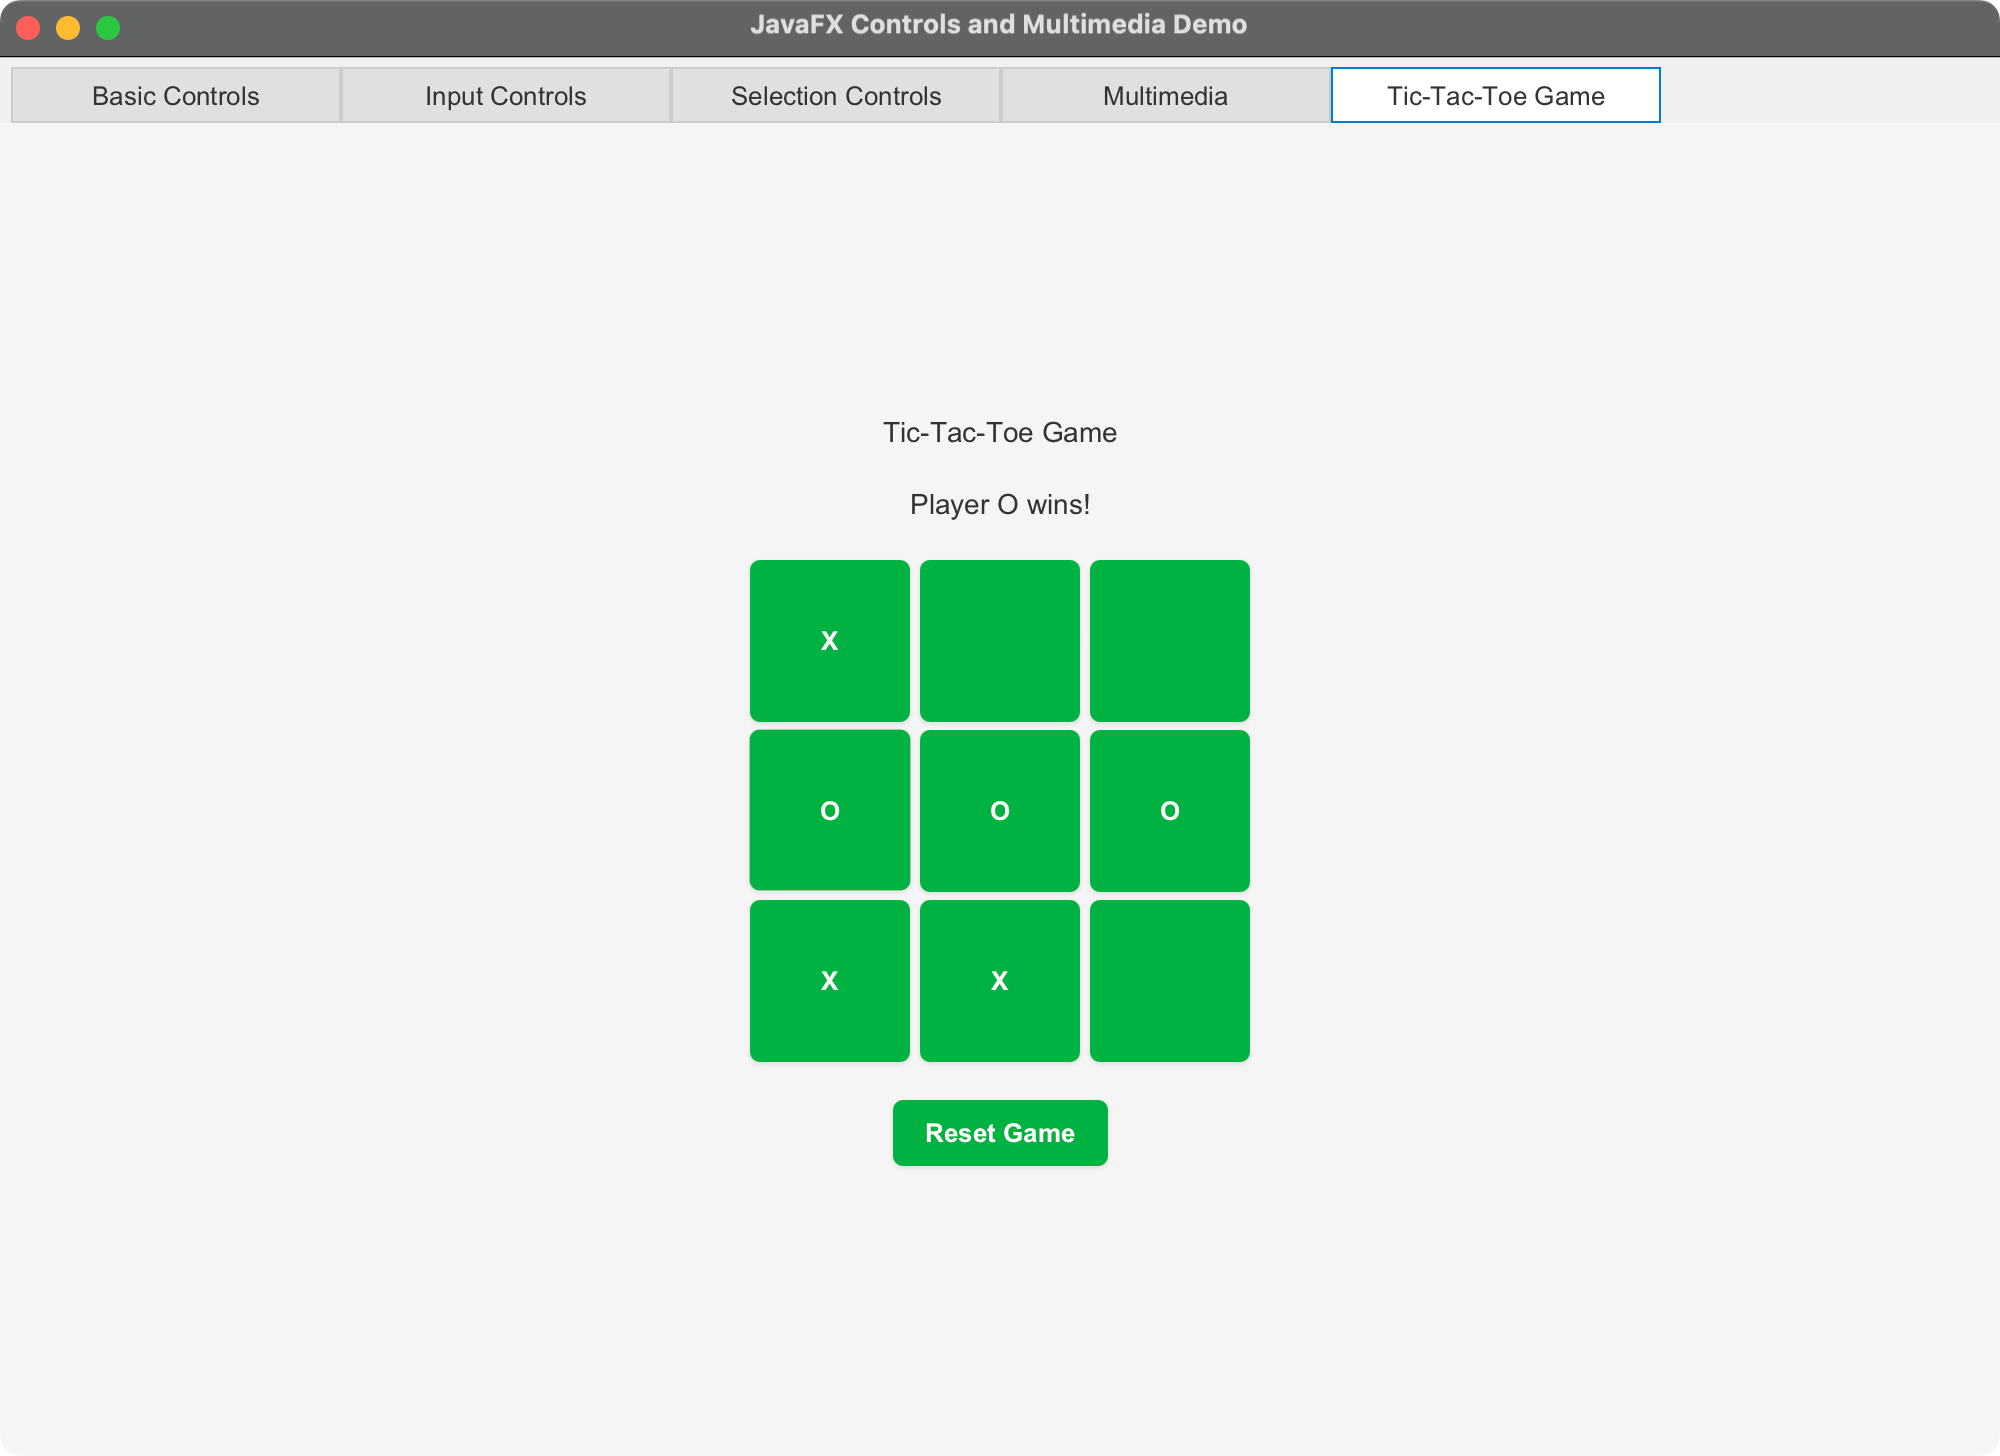 JavaFX Controls and Multimedia Demo
Basic Controls Input Controls Selection Controls Multimedia Tic-Tac-Toe Game
Tic-Tac-Toe Game
Player O wins!
X
O O O
X X
Reset Game